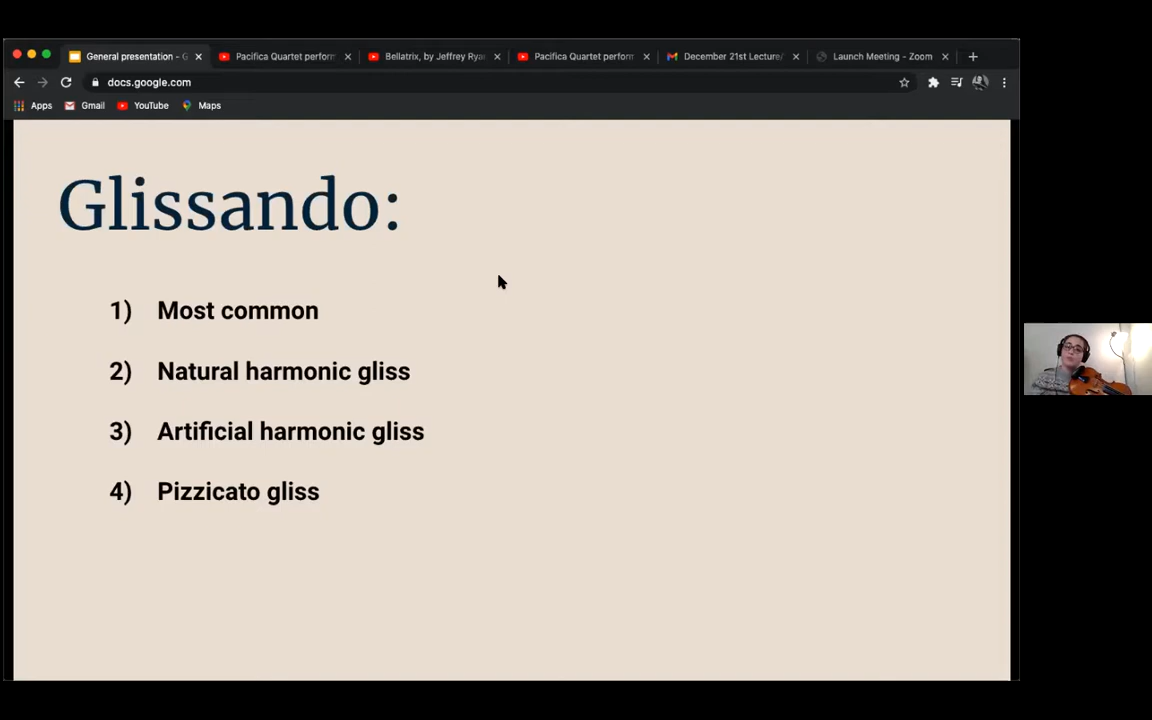 General presentation - G
Pacifica Quartet perform
Bellatrix, by Jeffrey Rya
Pacifica Quartet perform
December 21st Lecture/
Launch Meeting - Zoom
docs.google.com
Apps
Gmail
YouTube
Maps
Glissando:
1) Most common
2) Natural harmonic gliss
3) Artificial harmonic gliss
4) Pizzicato gliss